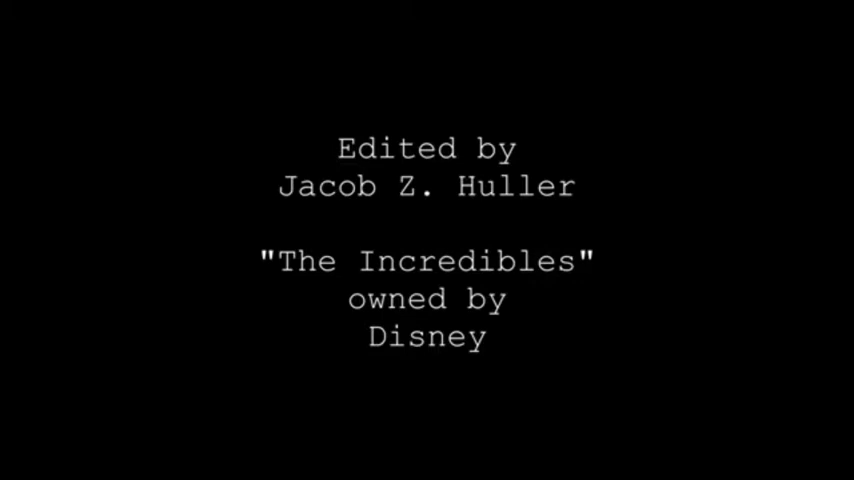 Edited by
Jacob Z. Huller
"The Incredibles"
owned by
Disney